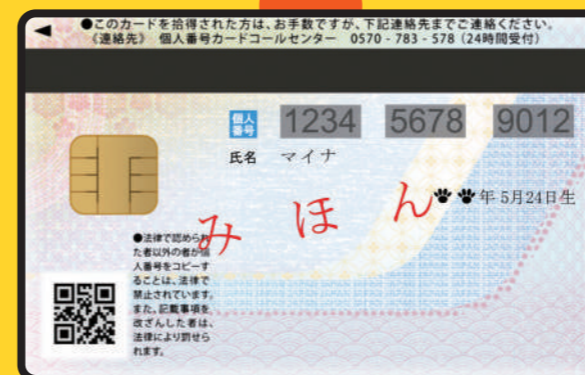 ●このカードを拾得された方は、お手数ですが、下記連絡先までご連絡ください。
《連絡先》 個人番号カードコールセンター 0570-783-578(24時間受付)
個人番号 1234 5678 9012
氏名 マイナ
年 5月24日生
みほん
●法律で認められ
た者以外の者が個
人番号をコピーす
ることは、法律で
禁止されています。
また、記載事項を
改ざんした者は、
法律により罰せら
れます。